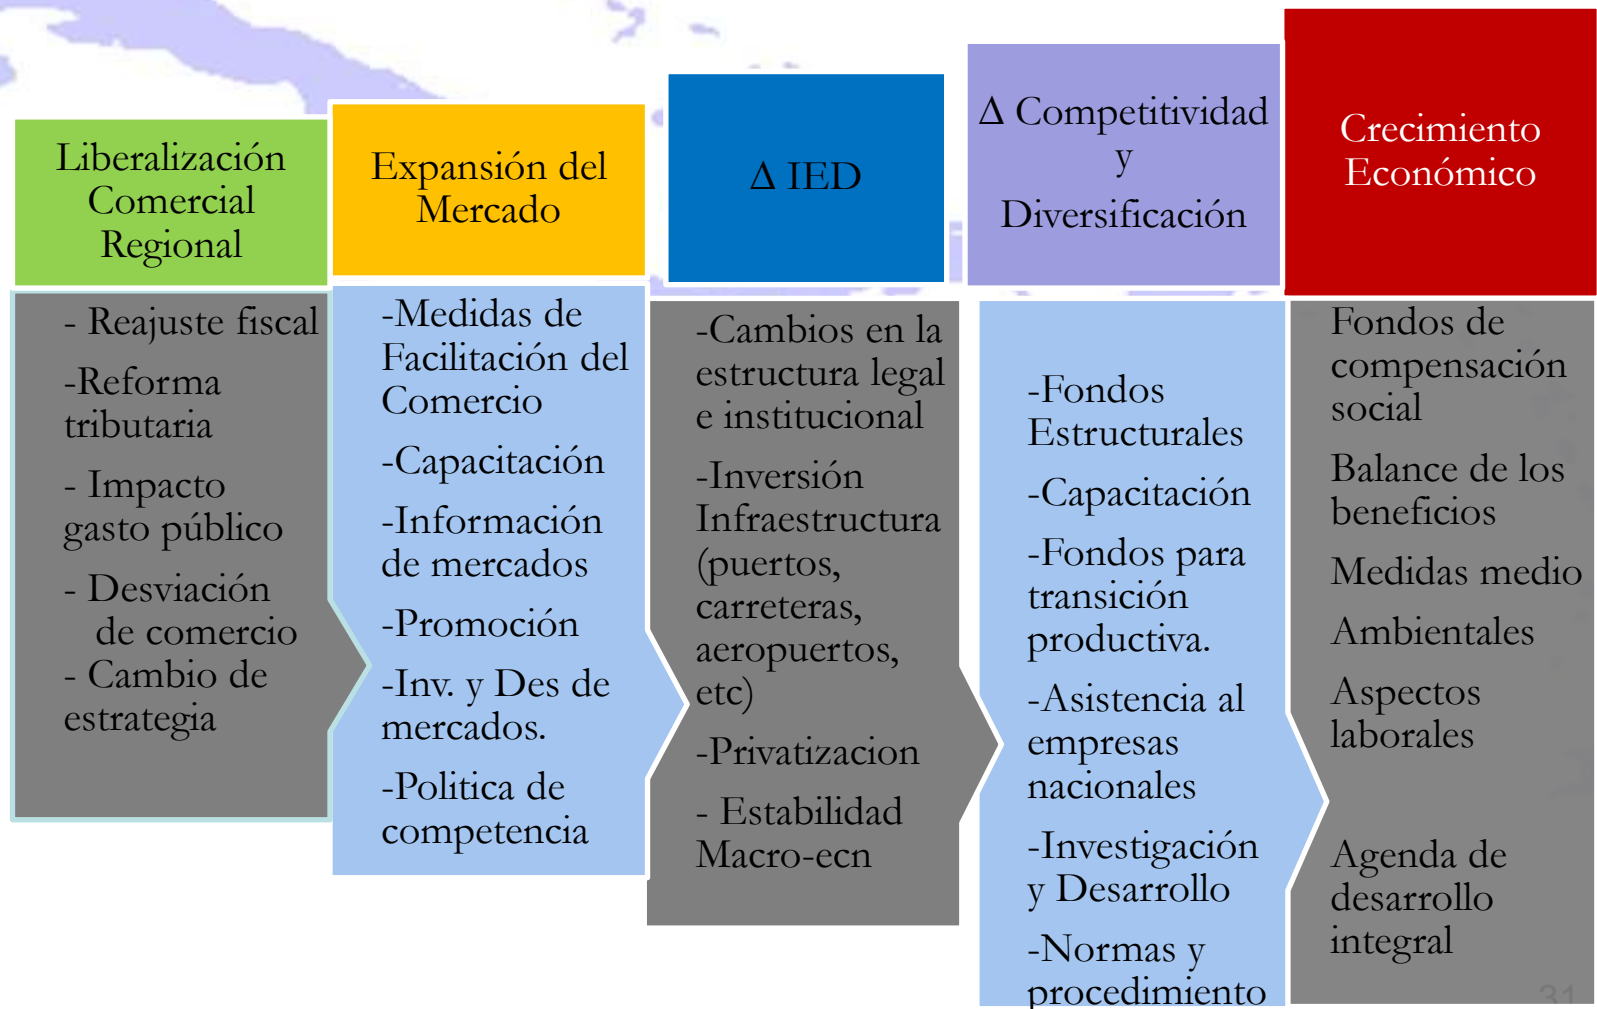 Liberalización
Comercial
Regional
- Reajuste fiscal
-Reforma
tributaria
- Impacto
gasto público
- Desviación
de comercio
- Cambio de
estrategia
Expansión del
Mercado
-Medidas de
Facilitación del
Comercio
-Capacitación
-Información
de mercados
-Promoción
-Inv. y Des de
mercados.
-Politica de
competencia
Δ IED
-Cambios en la
estructura legal
e institucional
-Inversión
Infraestructura
(puertos,
carreteras,
aeropuertos,
etc)
-Privatizacion
- Estabilidad
Macro-ecn
Δ Competitividad
y
Diversificación
-Fondos
Estructurales
-Capacitación
-Fondos para
transición
productiva.
-Asistencia al
empresas
nacionales
-Investigación
y Desarrollo
-Normas y
procedimiento
Crecimiento
Económico
Fondos de
compensación
social
Balance de los
beneficios
Medidas medio
Ambientales
Aspectos
laborales
Agenda de
desarrollo
integral
31